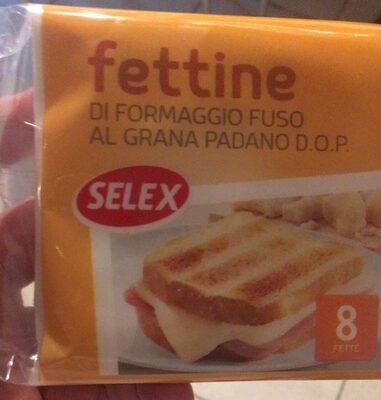 fettine
DI FORMAGGIO FUSO
AL GRANA PADANO D.O.P.
SELEX
8
FETTE